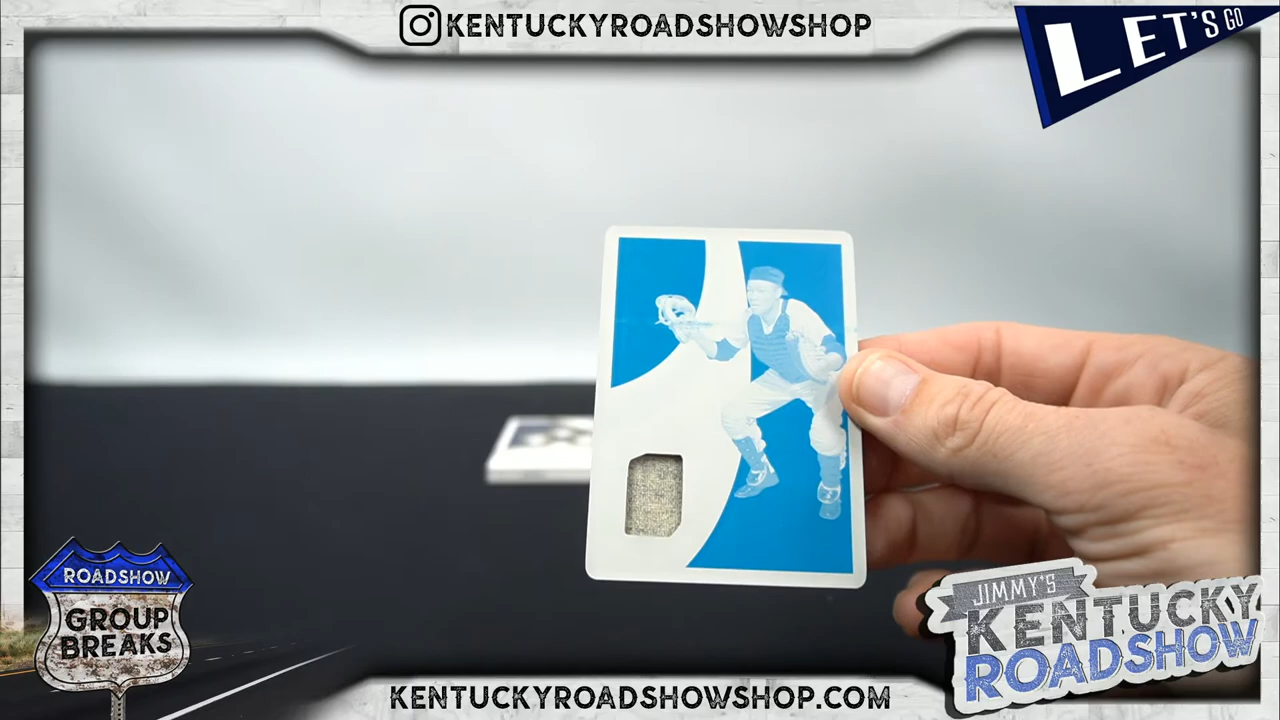 KENTUCKYROADSHOWSHOP
LET'S GO
ROADSHOW
GROUP
BREAKS
JIMMY'S
KENTUCKY
ROADSHOW
KENTUCKYROADSHOWSHOP.COM